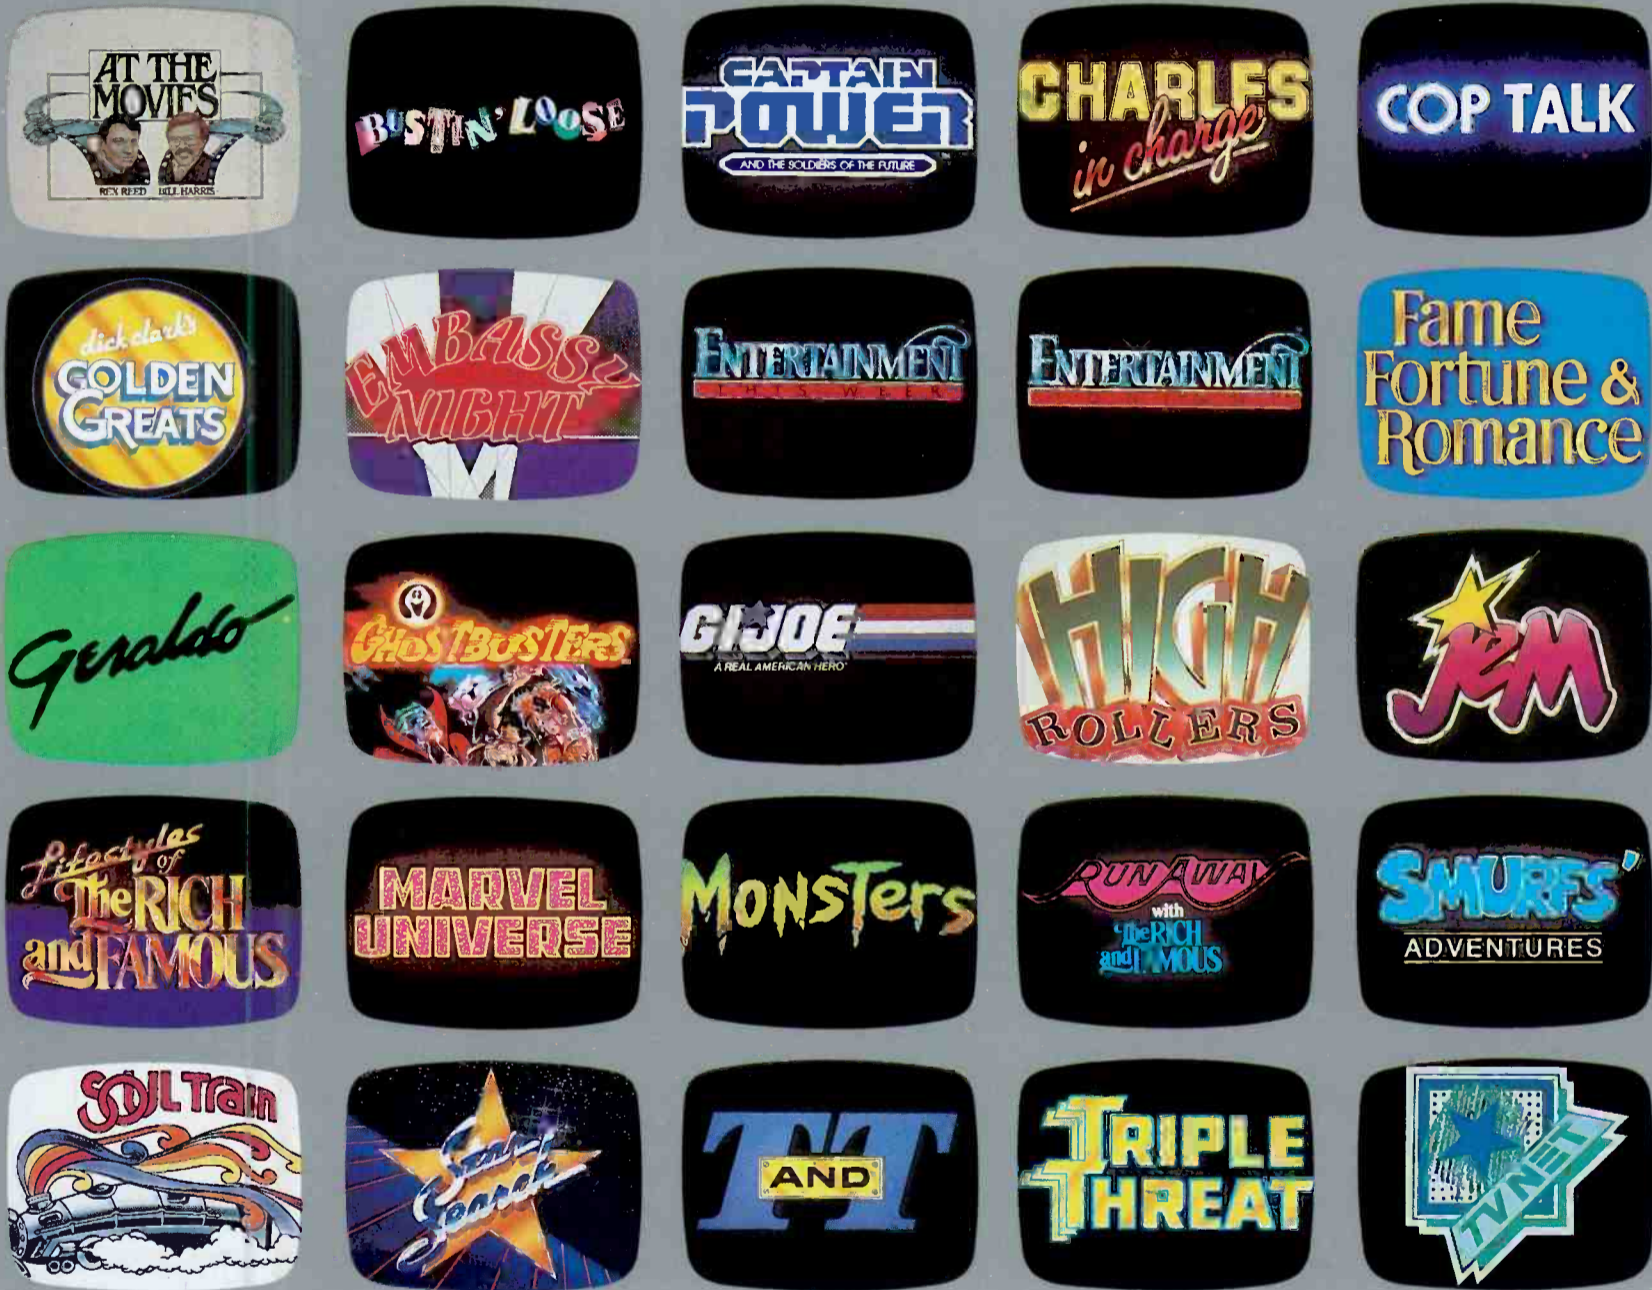 AT THE
MOVIES
REX REED BILL HARRIS
BUSTIN' LOOSE
CAPTAIN
POWER
AND THE SOLDIERS OF THE FUTURE
CHARLES
in charge
COP TALK
dick clark's
GOLDEN
GREATS
EMBASSY
NIGHT
VI
ENTERTAINMENT
THIS WEEK
ENTERTAINMENT
Fame
Fortune &
Romance
Geraldo
GHOSTBUSTERS
G.I. JOE
A REAL AMERICAN HERO
HIGH
ROLLERS
JEM
Lifestyles
of
The RICH
and FAMOUS
MARVEL
UNIVERSE
MONSTERS
RUNAWAY
with
The RICH
and FAMOUS
SMURFS'
ADVENTURES
SOUL Train
Star
Search
T AND T
TRIPLE
THREAT
TVNET